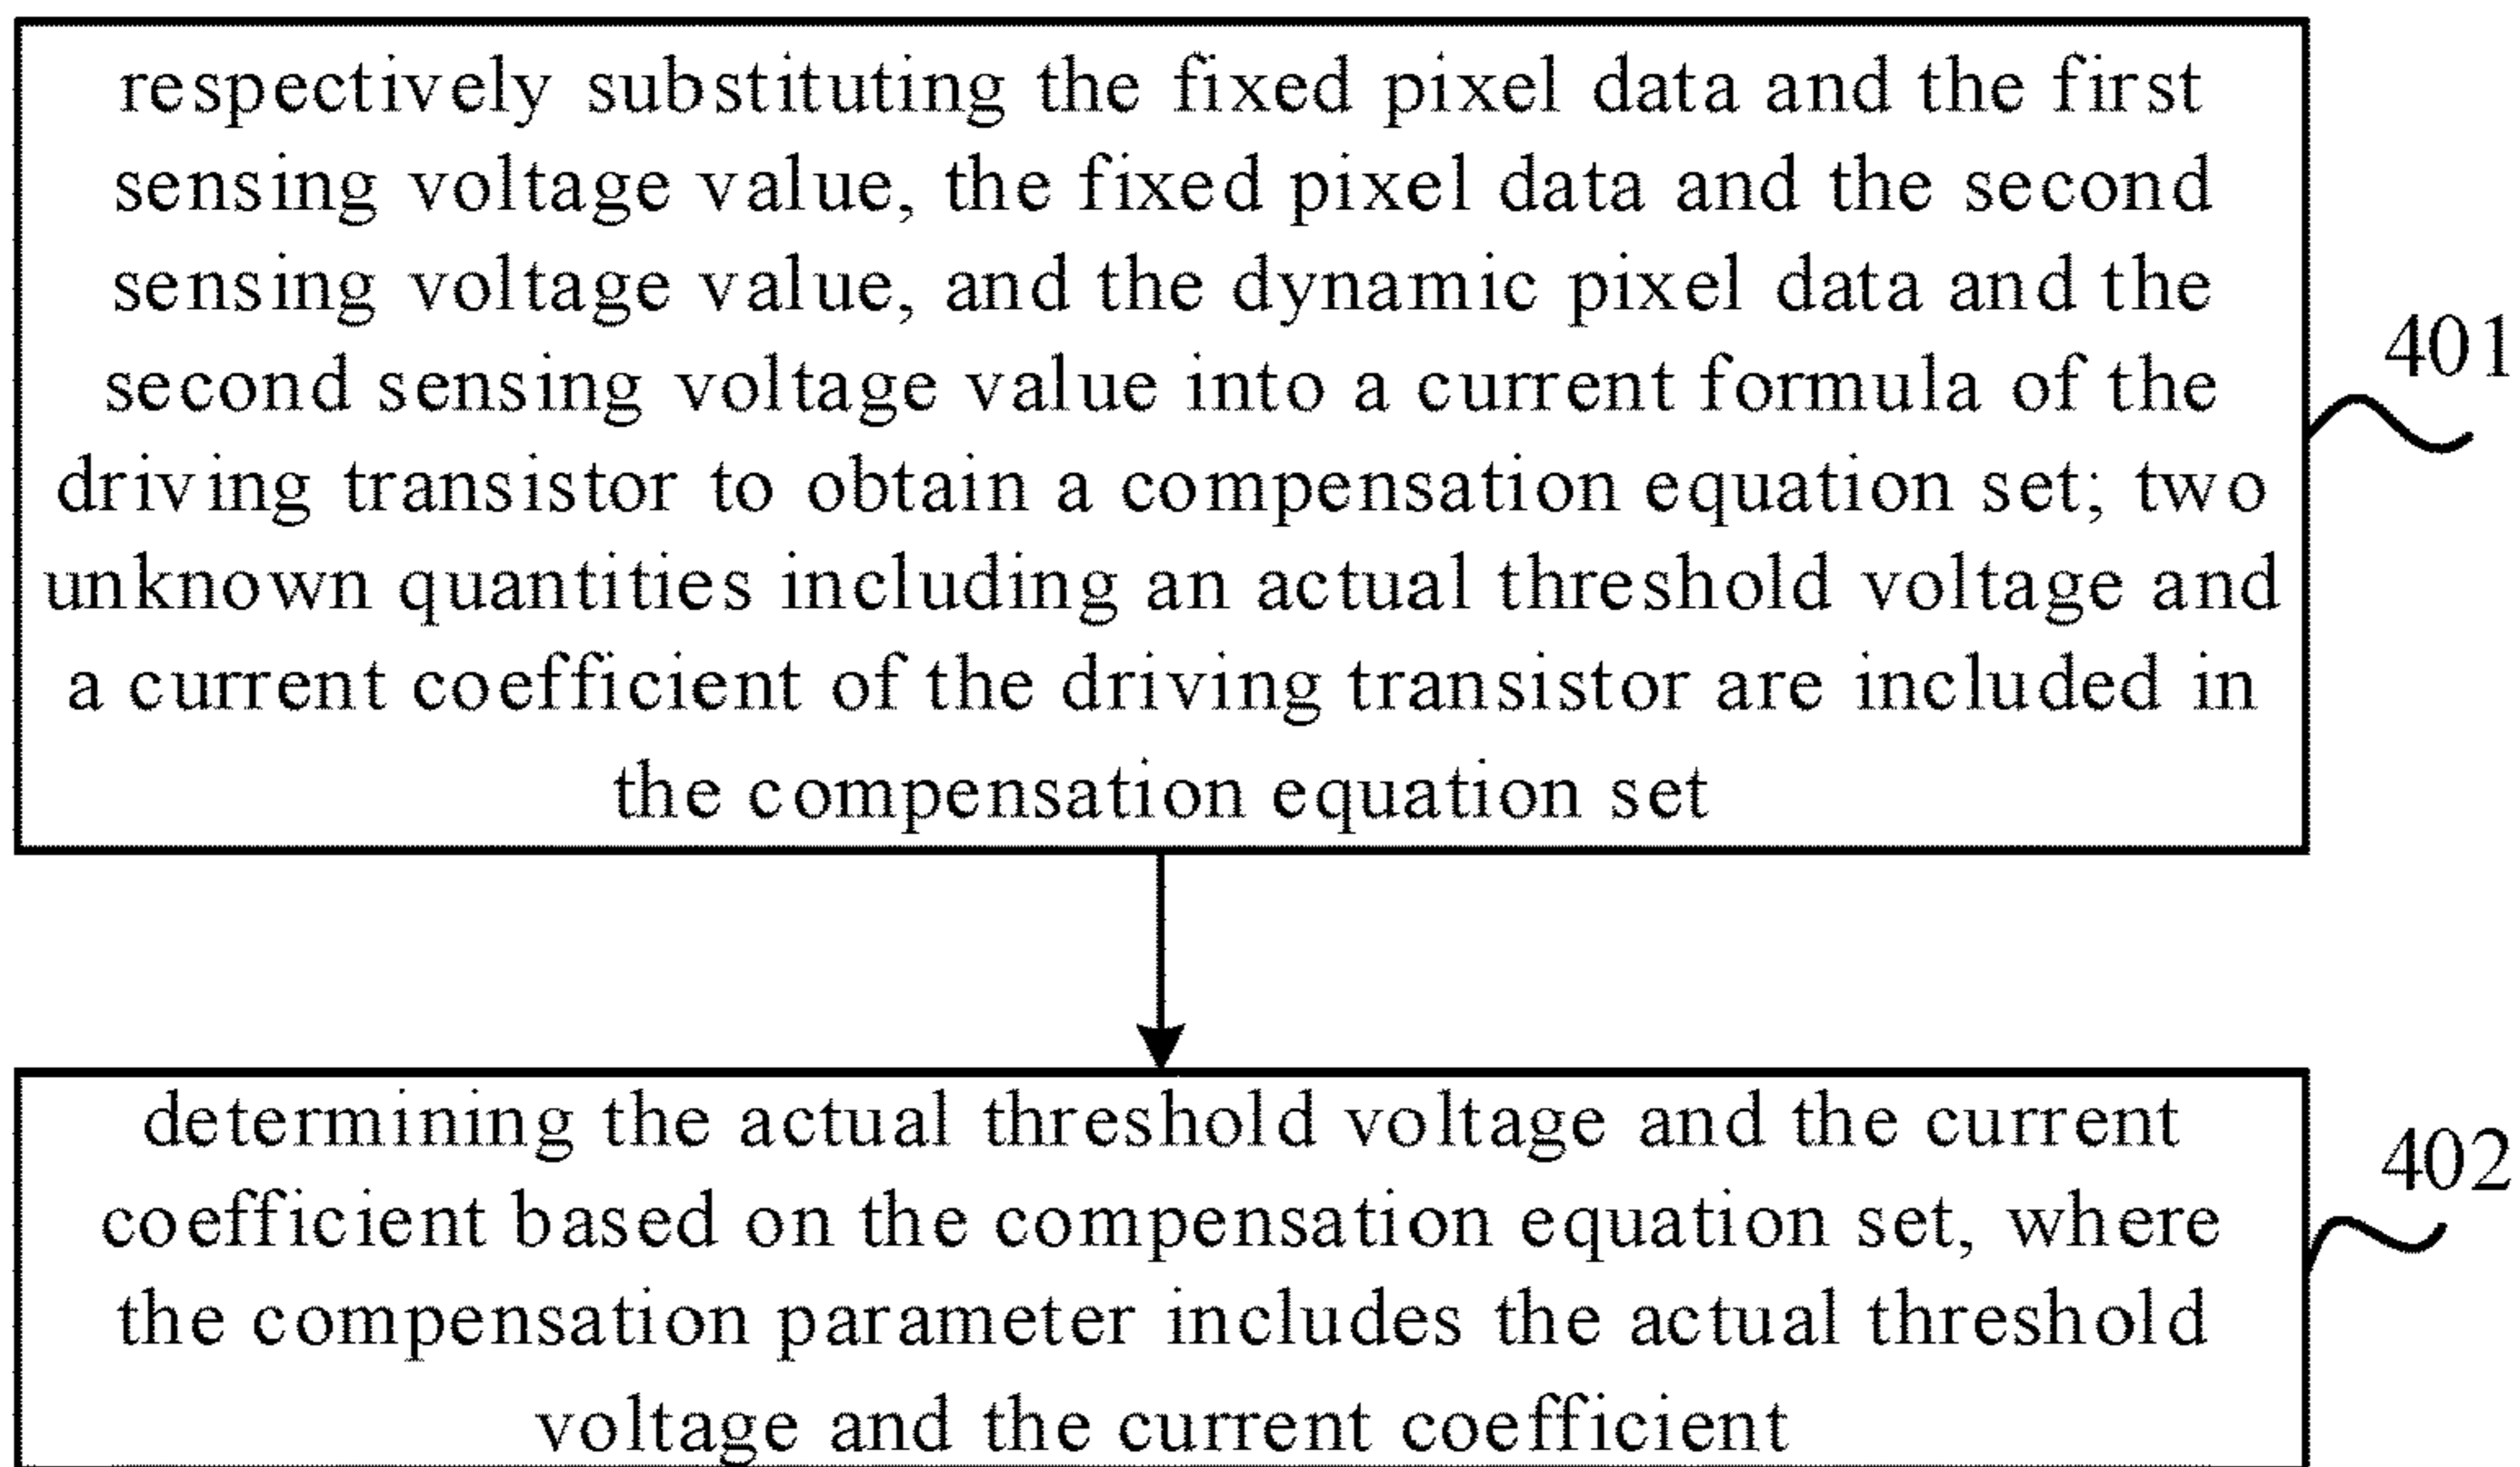 respectively substituting the fixed pixel data and the first
sensing voltage value, the fixed pixel data and the second
sensing voltage value, and the dynamic pixel data and the
second sensing voltage value into a current formula of the
driving transistor to obtain a compensation equation set; two
unknown quantities including an actual threshold voltage and
a current coefficient of the driving transistor are included in
the compensation equation set
401
determining the actual threshold voltage and the current
coefficient based on the compensation equation set, where
the compensation parameter includes the actual threshold
voltage and the current coefficient
402